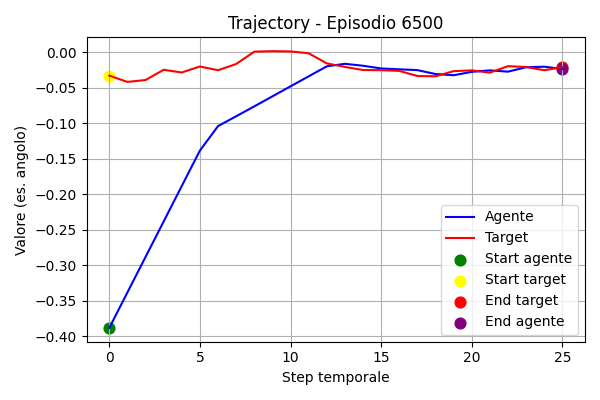 Trajectory - Episodio 6500
Valore (es. angolo)
0.00
−0.05
−0.10
−0.15
−0.20
−0.25
−0.30
−0.35
−0.40
Agente
Target
Start agente
Start target
End target
End agente
0 5 10 15 20 25
Step temporale